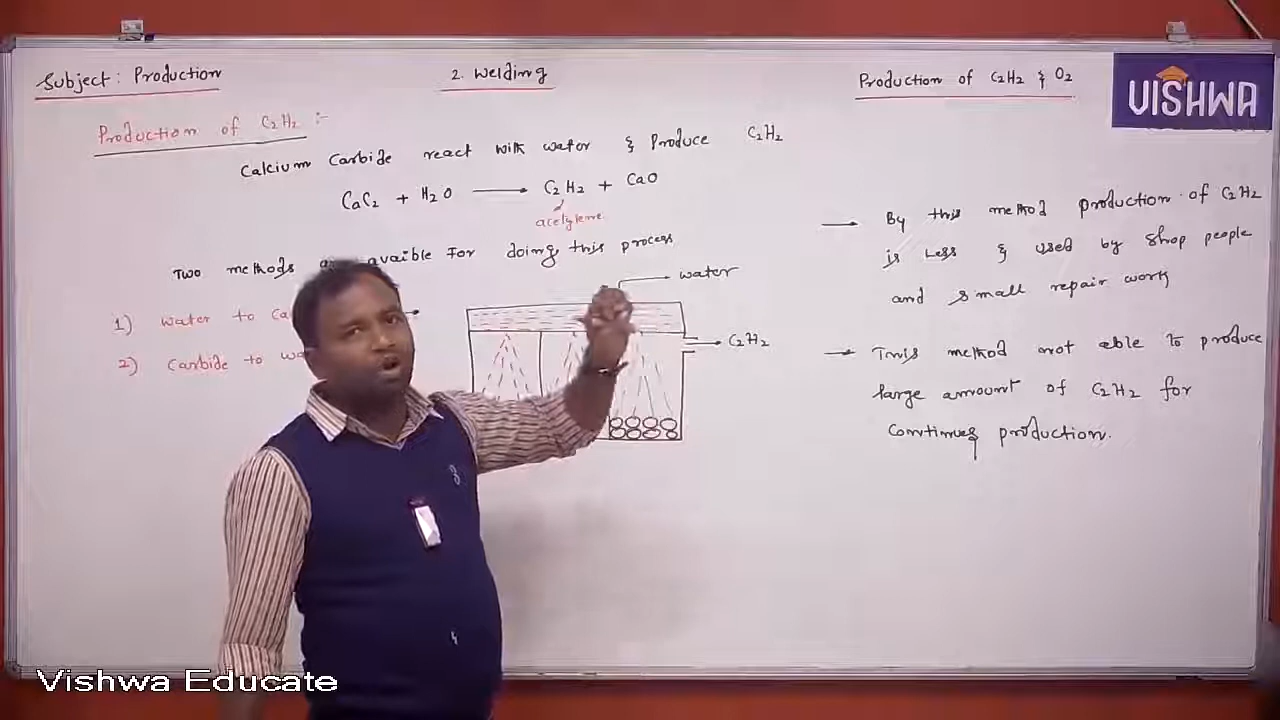 Subject: Production
2. Welding
Production of C2H2 & O2
VISHWA
Production of C2H2 :-
Calcium Carbide react with water & Produce C2H2
CaC2 + H2O → C2H2 + CaO
acetylene
Two methods avaible For doing this process
1) water to
2) Carbide to
water
C2H2
→ By this method production of C2H2
is Less & used by shop people
and small repair work
→ This method not able to produce
large amount of C2H2 for
production.
Vishwa Educate